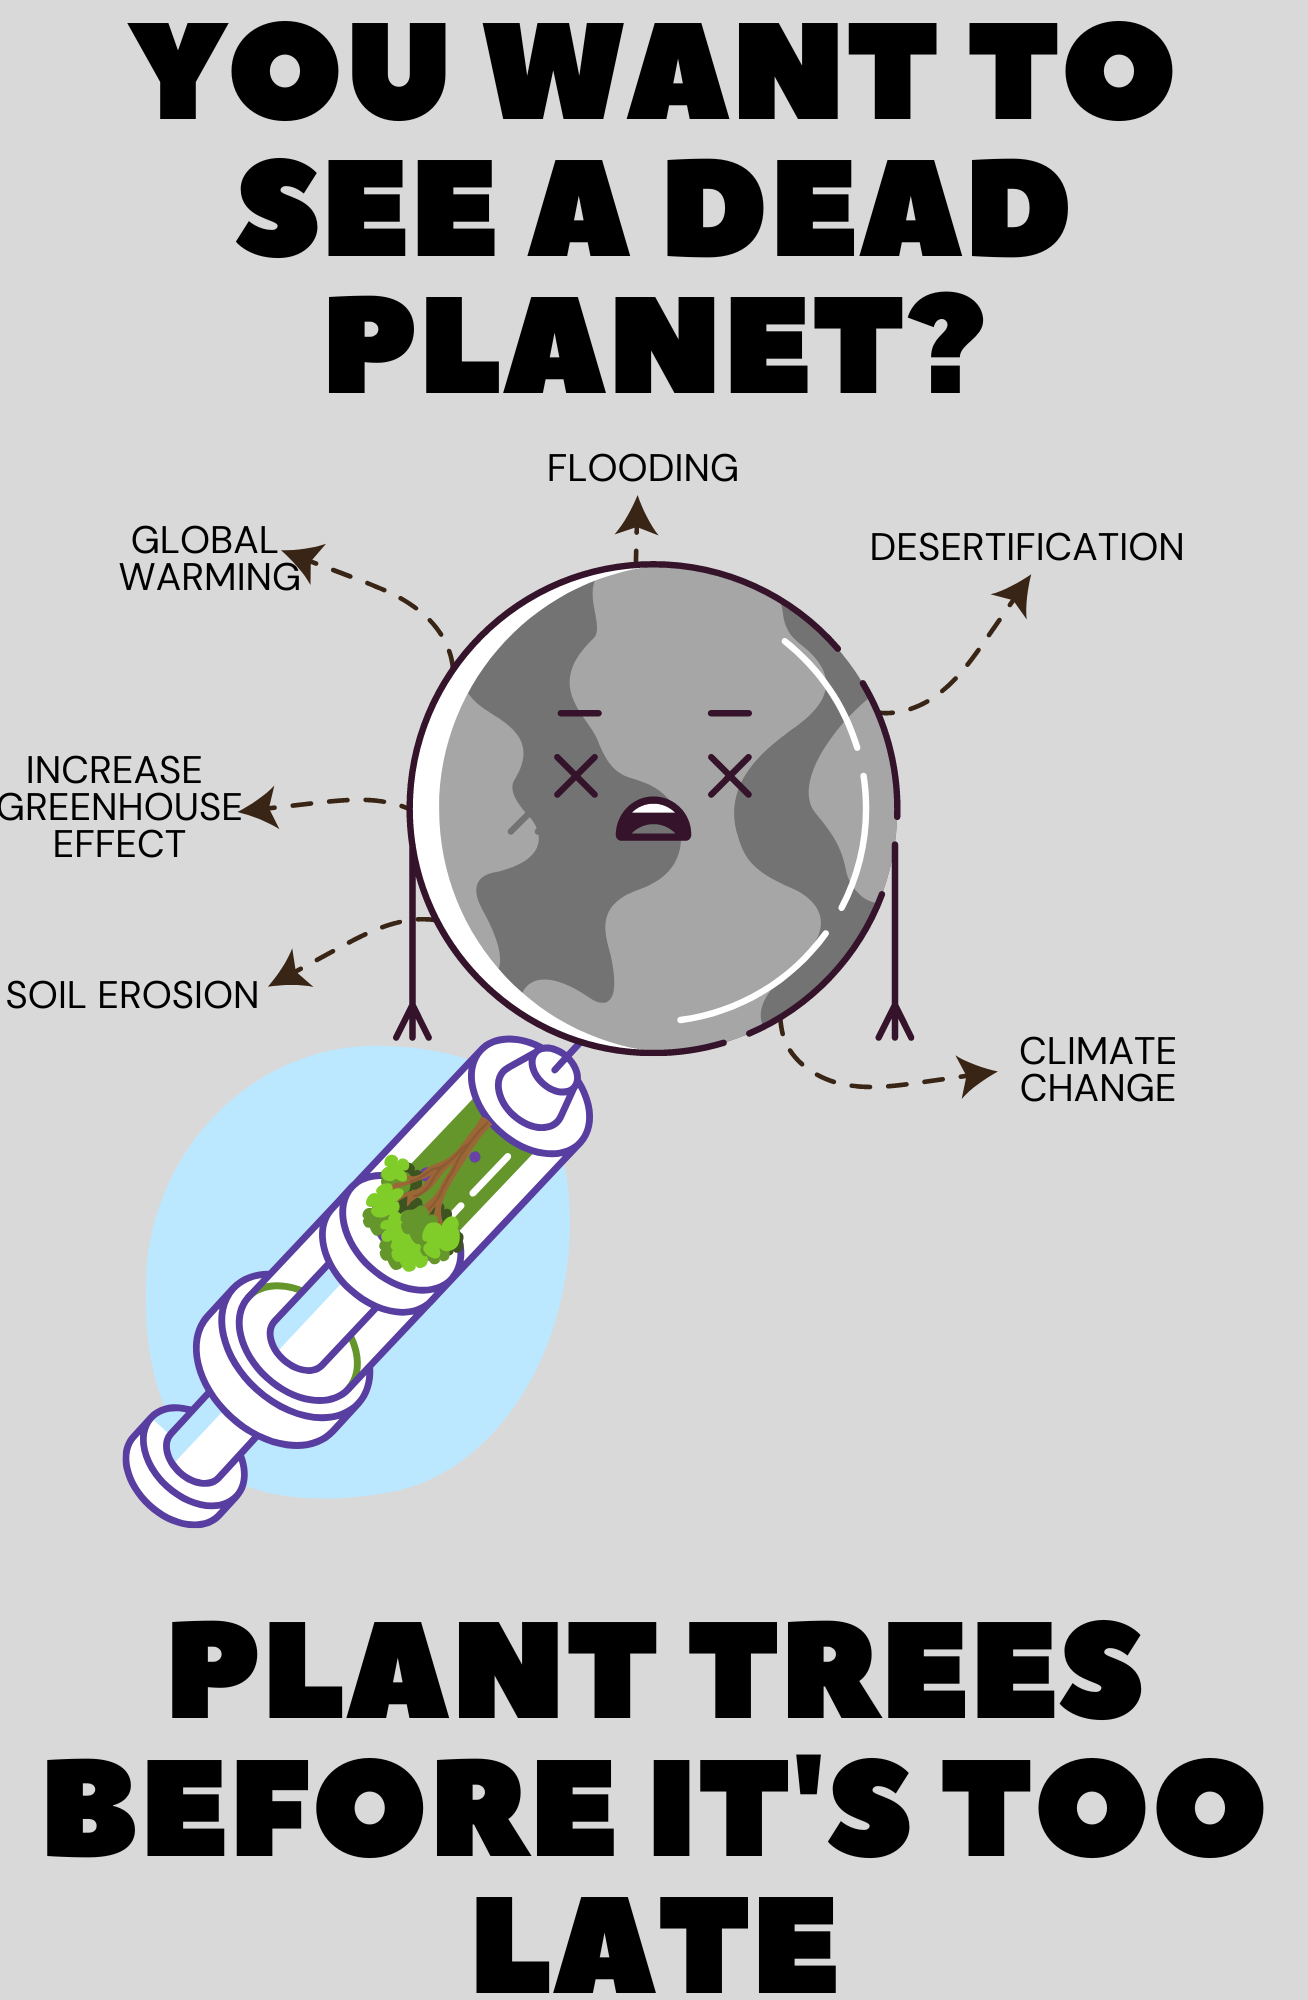 YOU WANT TO
SEE A DEAD
PLANET?
FLOODING
GLOBAL
WARMING
DESERTIFICATION
INCREASE
GREENHOUSE
EFFECT
SOIL EROSION
CLIMATE
CHANGE
PLANT TREES
BEFORE IT'S TOO
LATE